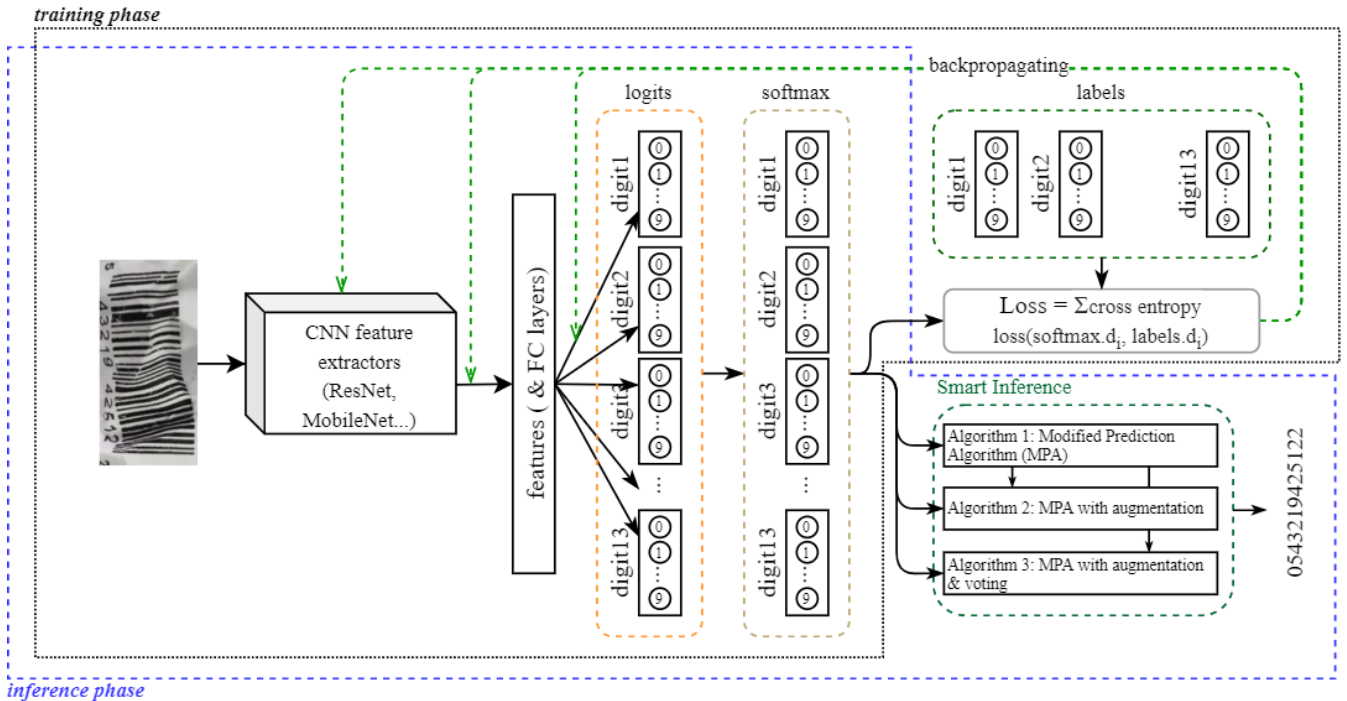 training phase
backpropagating
logits
softmax
labels
digit1
0
1
9
digit2
0
1
9
digit3
0
1
9
digit13
0
1
9
digit1
0
1
9
digit2
0
1
9
digit3
0
1
9
digit13
0
1
9
digit1
0
1
9
digit2
0
1
9
digit13
0
1
9
5
43219 42512
2
CNN feature
extractors
(ResNet,
MobileNet...)
features ( & FC layers)
Loss = Σcross entropy
loss(softmax.di, labels.di)
Smart Inference
Algorithm 1: Modified Prediction
Algorithm (MPA)
Algorithm 2: MPA with augmentation
Algorithm 3: MPA with augmentation
& voting
0543219425122
inference phase